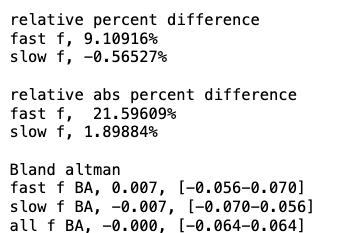 relative percent difference
fast f, 9.10916%
slow f, -0.56527%
relative abs percent difference
fast f,  21.59609%
slow f, 1.89884%
Bland altman
fast f BA, 0.007, [-0.056-0.070]
slow f BA, -0.007, [-0.070-0.056]
all f BA, -0.000, [-0.064-0.064]